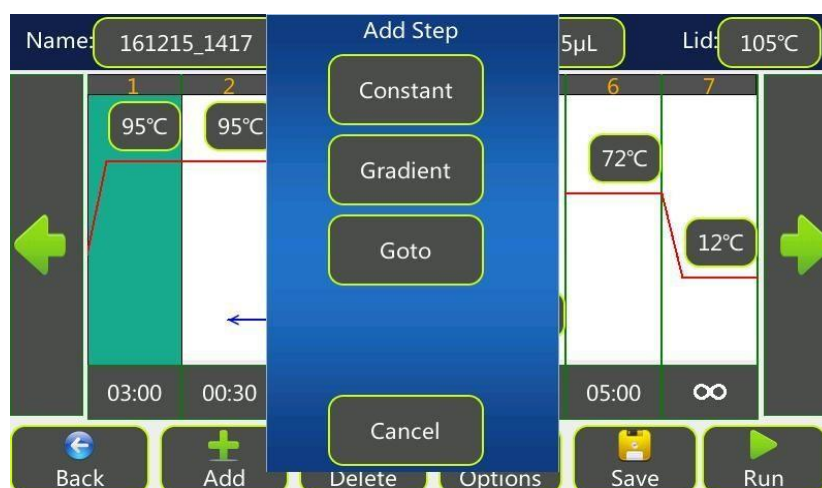 Name: 161215_1417 5µL Lid: 105℃
Add Step
Constant
Gradient
Goto
Cancel
1 2 6 7
95℃ 95℃ 72℃ 12℃
03:00 00:30 05:00 ∞
Back Add Delete Options Save Run